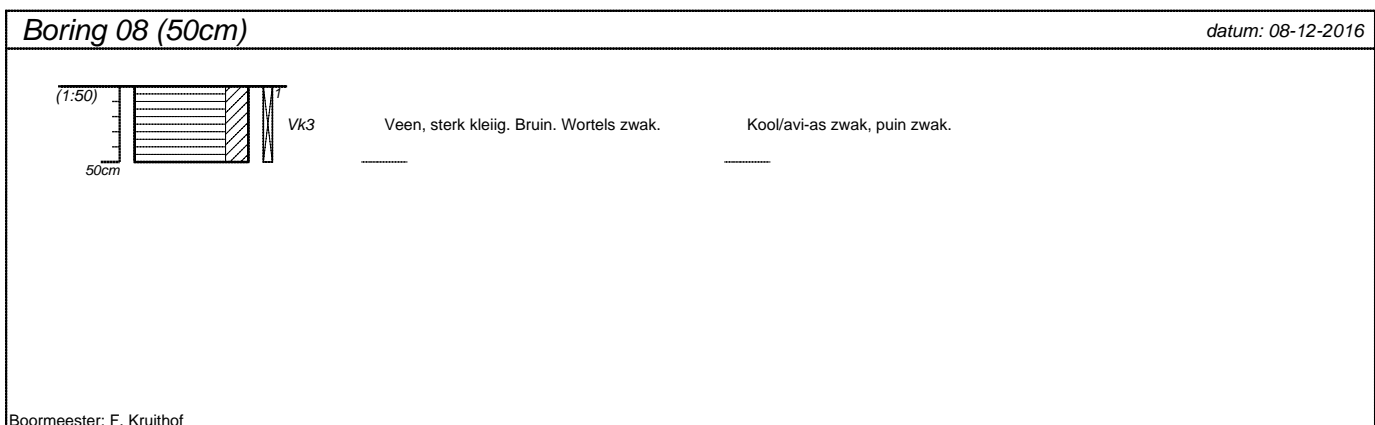 Boring 08 (50cm)
datum: 08-12-2016
(1:50)
1
Vk3
Veen, sterk kleiig. Bruin. Wortels zwak.
Kool/avi-as zwak, puin zwak.
50cm
Boormeester: F. Kruithof